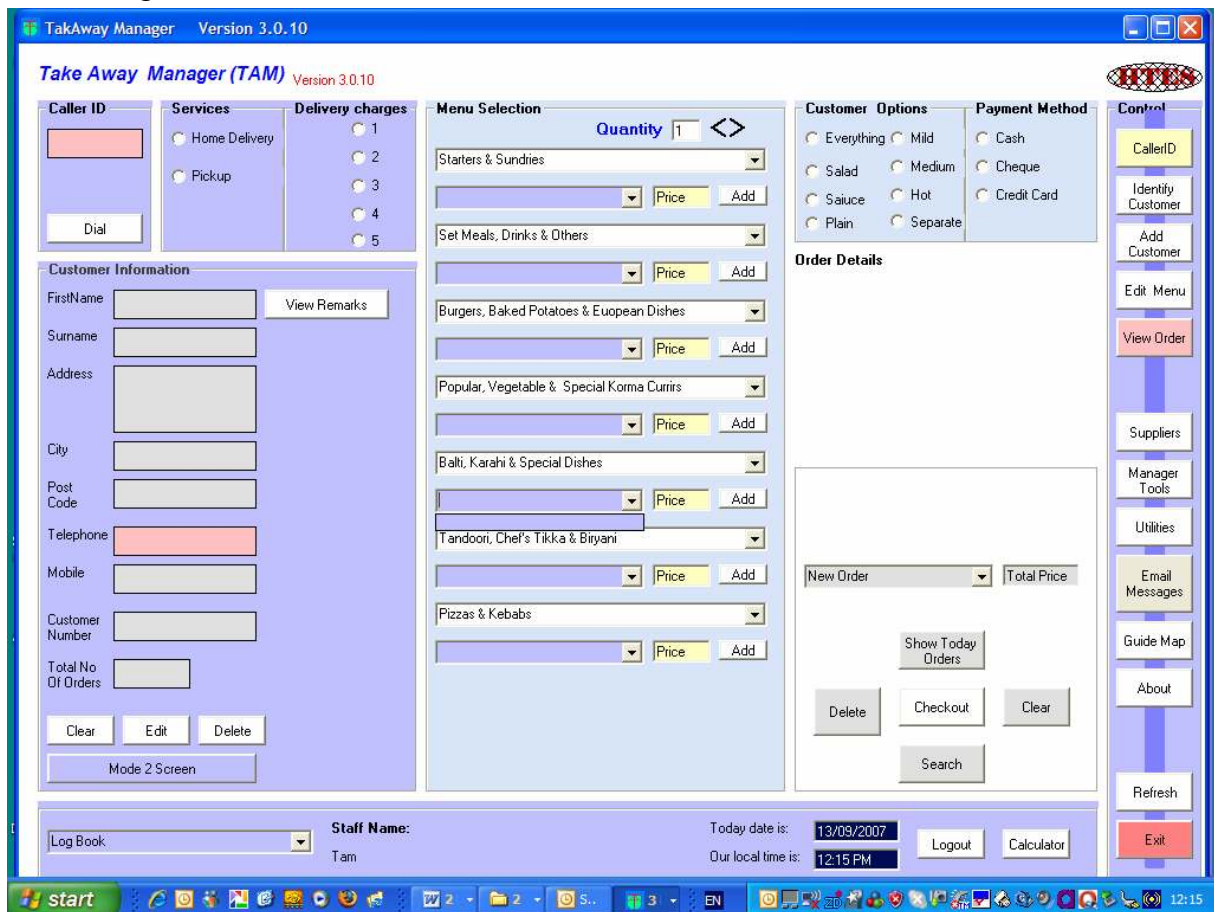 TakAway Manager Version 3.0.10
Take Away Manager (TAM) Version 3.0.10
HTES
Caller ID
Dial
Services
Home Delivery
Pickup
Delivery charges
1
2
3
4
5
Customer Information
FirstName
View Remarks
Surname
Address
City
Post
Code
Telephone
Mobile
Customer
Number
Total No
Of Orders
Clear Edit Delete
Mode 2 Screen
Menu Selection
Quantity 1 <>
Starters & Sundries
Price Add
Set Meals, Drinks & Others
Price Add
Burgers, Baked Potatoes & Euopean Dishes
Price Add
Popular, Vegetable & Special Korma Currirs
Price Add
Balti, Karahi & Special Dishes
Price Add
Tandoori, Chef's Tikka & Biryani
Price Add
Pizzas & Kebabs
Price Add
Customer Options
Everything Mild
Salad Medium
Saiuce Hot
Plain Separate
Payment Method
Cash
Cheque
Credit Card
Order Details
New Order Total Price
Show Today
Orders
Delete Checkout Clear
Search
Control
CallerID
Identify
Customer
Add
Customer
Edit Menu
View Order
Suppliers
Manager
Tools
Utilities
Email
Messages
Guide Map
About
Refresh
Exit
Log Book
Staff Name:
Tam
Today date is: 13/09/2007
Our local time is: 12:15 PM
Logout Calculator
start 2 2 S.. 3 EN 12:15